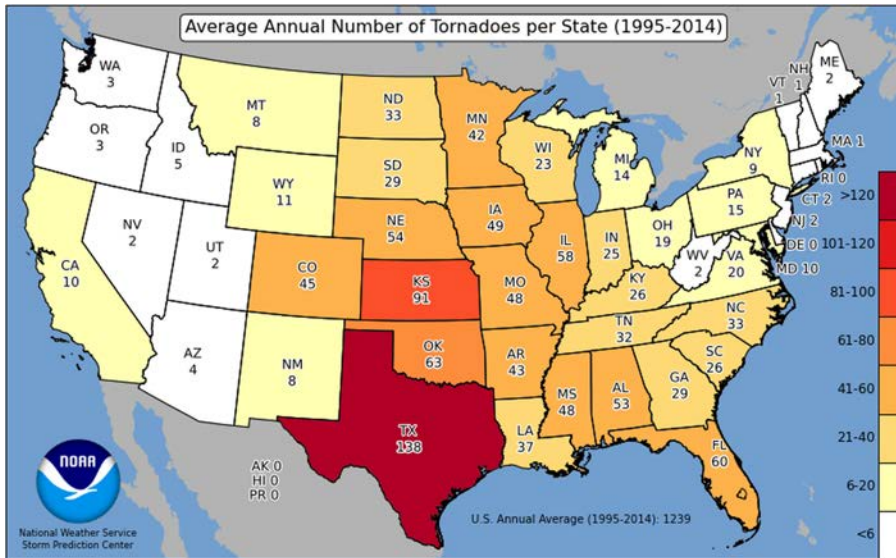 Average Annual Number of Tornadoes per State (1995-2014)
WA
3
OR
3
ID
5
MT
8
WY
11
NV
2
UT
2
CA
10
AZ
4
CO
45
NM
8
ND
33
SD
29
NE
54
KS
91
OK
63
TX
138
MN
42
IA
49
MO
48
AR
43
LA
37
WI
23
IL
58
MI
14
IN
25
OH
19
KY
26
TN
32
MS
48
AL
53
GA
29
FL
60
SC
26
NC
33
VA
20
WV
2
PA
15
NY
9
VT
1
NH
1
ME
2
MA 1
RI 0
CT 2
NJ 2
DE 0
MD 10
AK 0
HI 0
PR 0
>120
101-120
81-100
61-80
41-60
21-40
6-20
<6
NOAA
National Weather Service
Storm Prediction Center
U.S. Annual Average (1995-2014): 1239